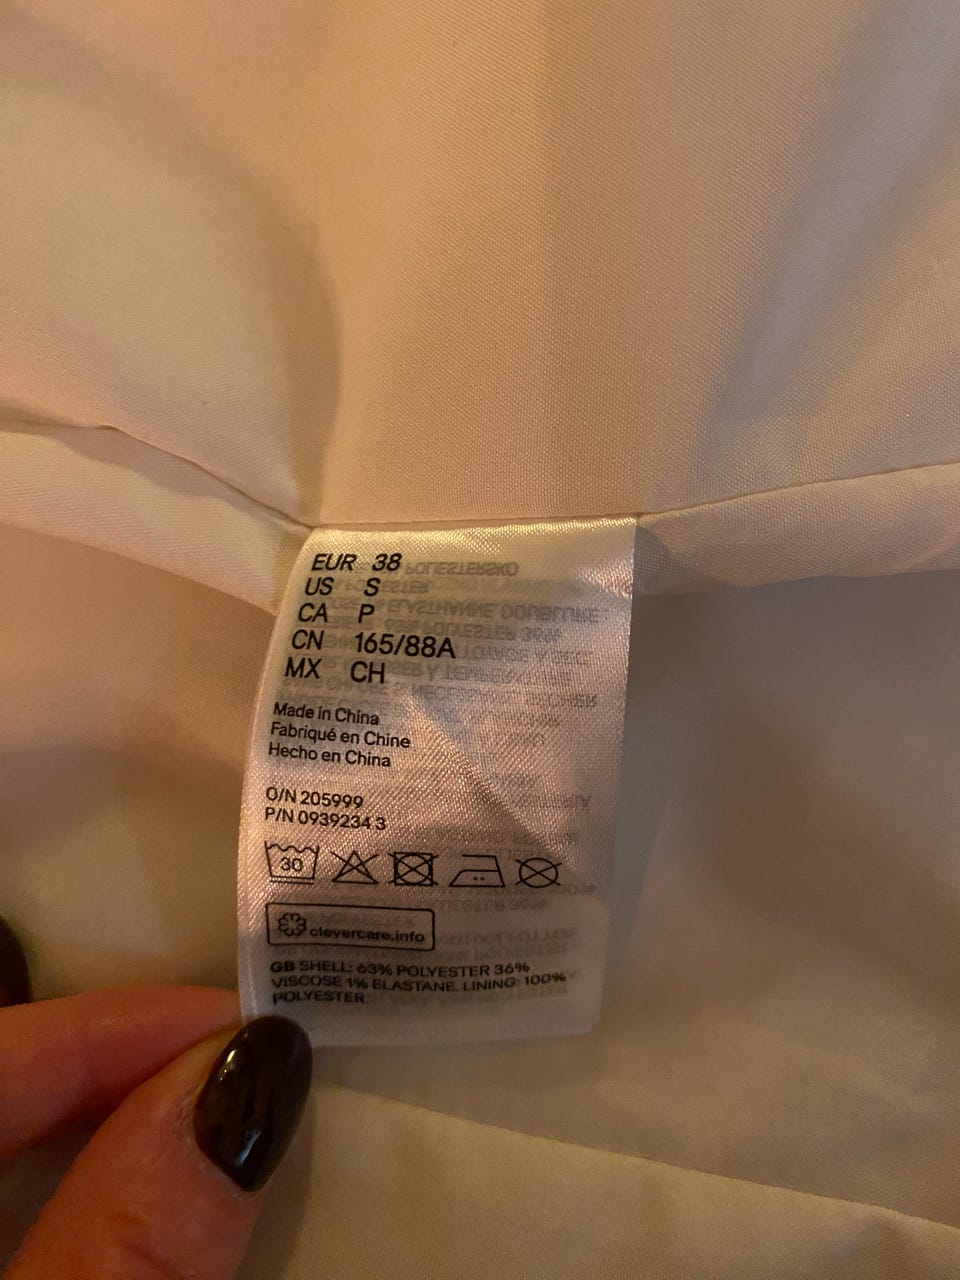 EUR 38
US S
CA P
CN 165/88A
MX CH
Made in China
Fabriqué en Chine
Hecho en China
O/N 205999
P/N 0939234 3
30
clevercare.info
GB SHELL: 63% POLYESTER 36%
VISCOSE 1% ELASTANE. LINING: 100%
POLYESTER